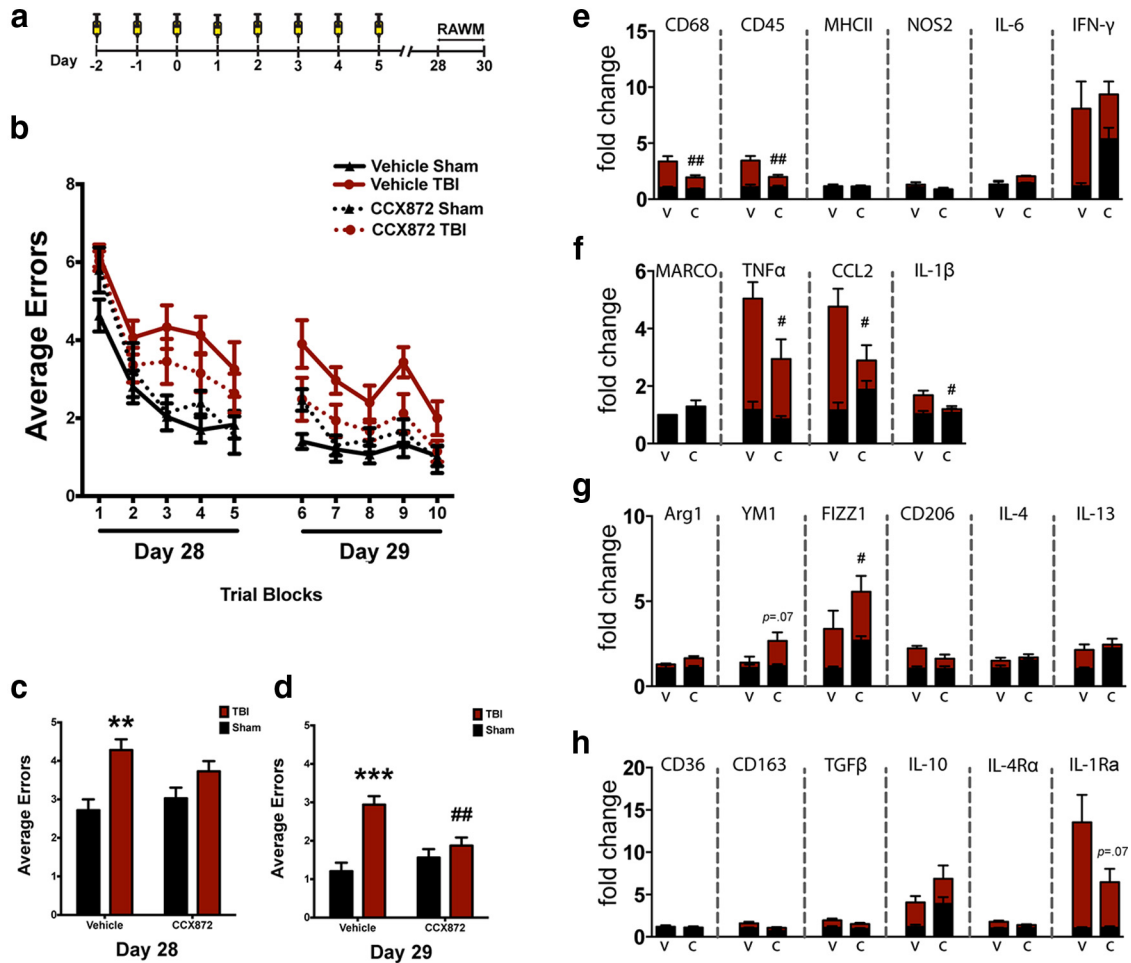 a
RAWM
Day
-2 -1 0 1 2 3 4 5 28 30
b
Vehicle Sham
Vehicle TBI
CCX872 Sham
CCX872 TBI
Average Errors
8
6
4
2
0
1 2 3 4 5 6 7 8 9 10
Day 28 Day 29
Trial Blocks
c
TBI
Sham
Average Errors
5
4
3
2
1
0
**
Vehicle CCX872
Day 28
d
TBI
Sham
Average Errors
5
4
3
2
1
0
***
##
Vehicle CCX872
Day 29
e
CD68 CD45 MHCII NOS2 IL-6 IFN-γ
fold change
15
10
5
0
## ##
V C V C V C V C V C V C
f
MARCO TNFα CCL2 IL-1β
fold change
6
4
2
0
# # #
V C V C V C V C
g
Arg1 YM1 FIZZ1 CD206 IL-4 IL-13
fold change
10
5
0
p=.07 #
V C V C V C V C V C V C
h
CD36 CD163 TGFβ IL-10 IL-4Rα IL-1Ra
fold change
20
15
10
5
0
p=.07
V C V C V C V C V C V C